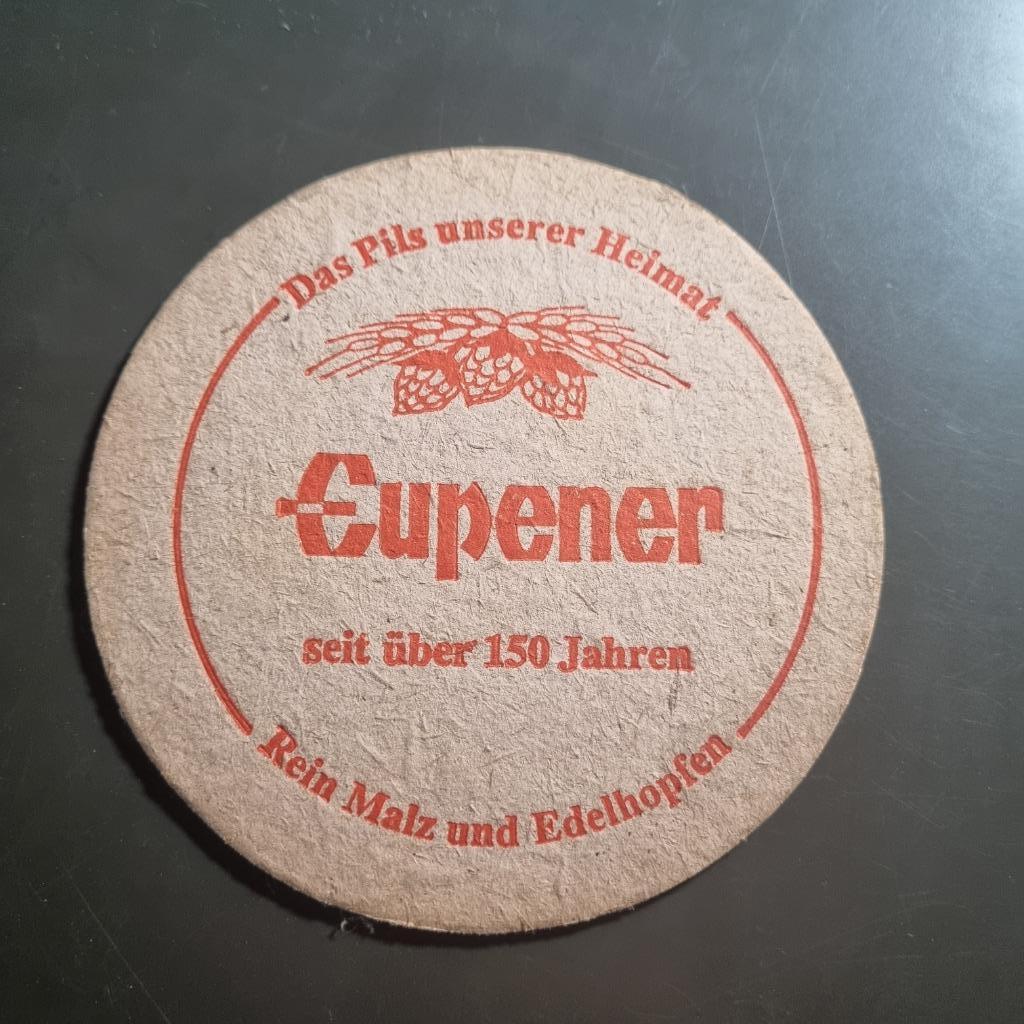 Das Pils unserer Heimat
Eupener
seit über 150 Jahren
Rein Malz und Edelhopfen